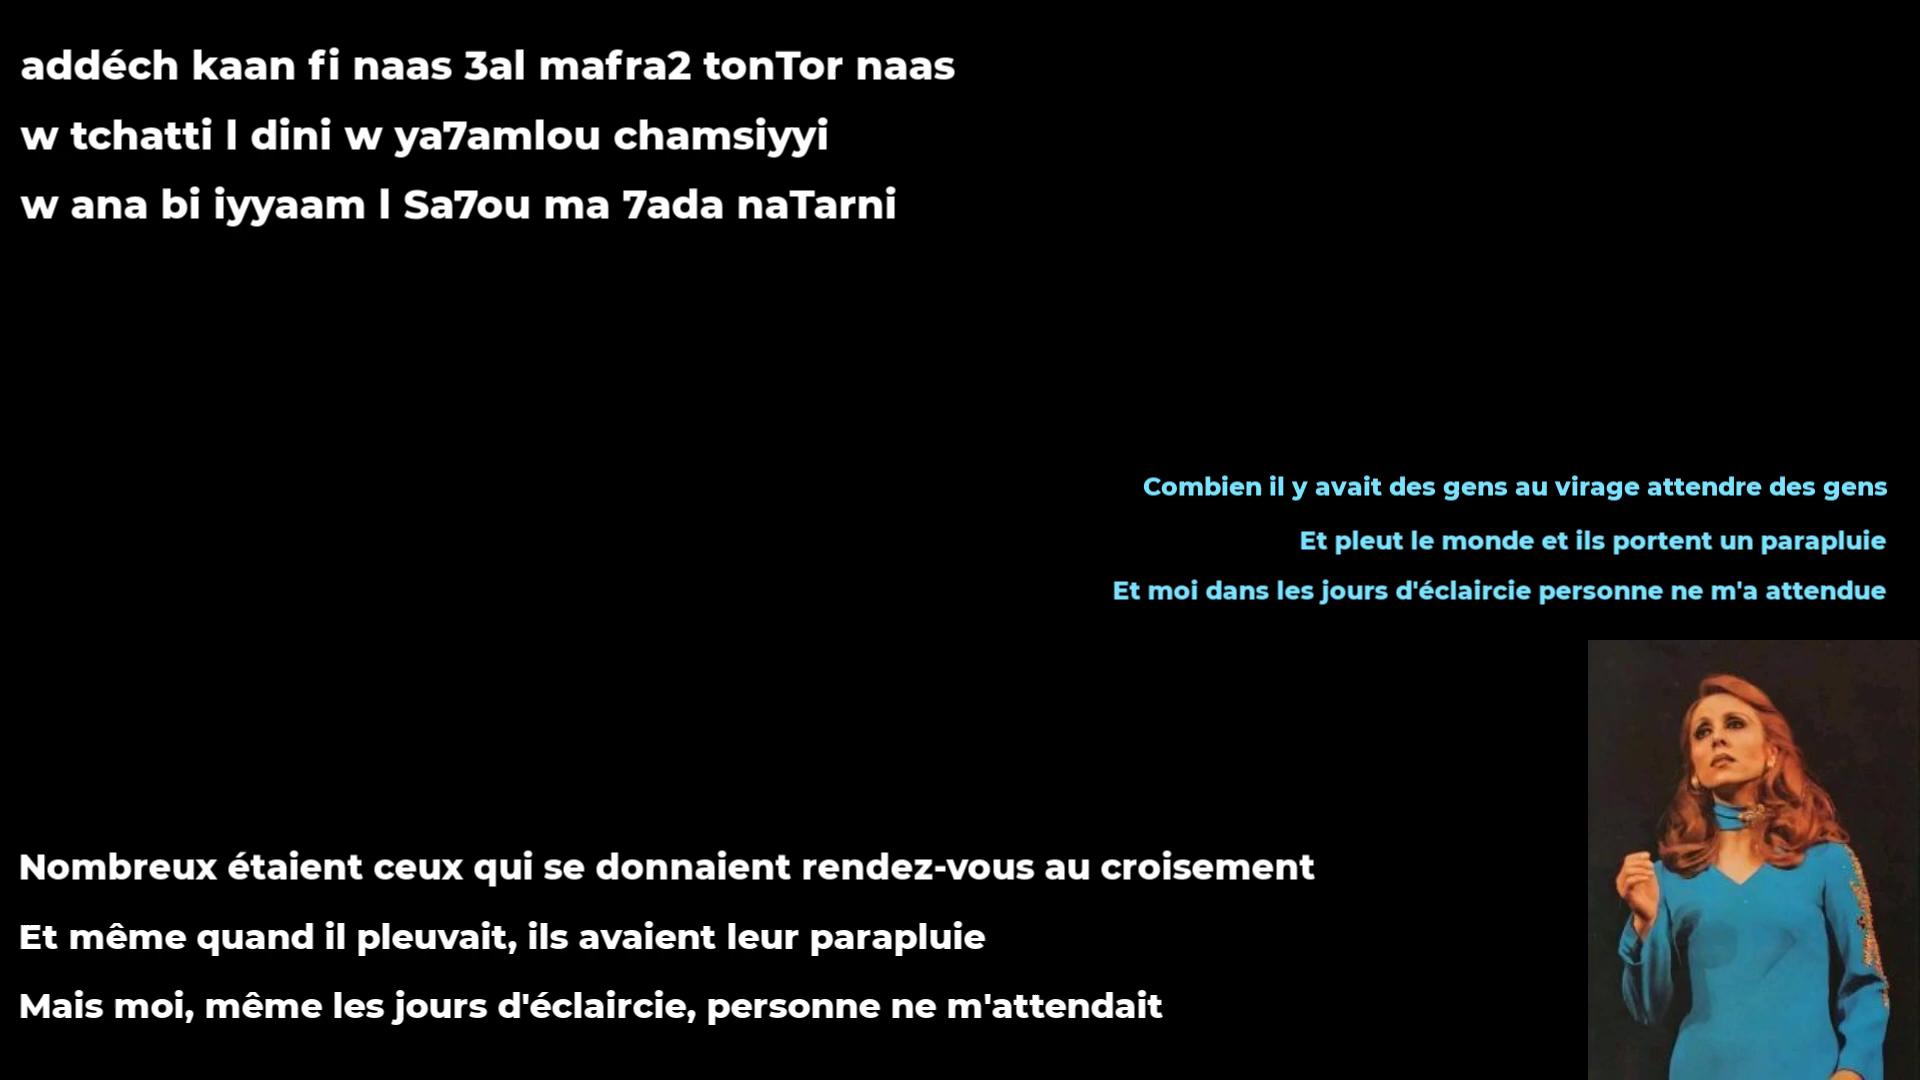 addéch kaan fi naas 3al mafra2 tonTor naas
w tchatti l dini w ya7amlou chamsiyyi
w ana bi iyyaam l Sa7ou ma 7ada naTarni
Combien il y avait des gens au virage attendre des gens
Et pleut le monde et ils portent un parapluie
Et moi dans les jours d'éclaircie personne ne m'a attendue
Nombreux étaient ceux qui se donnaient rendez-vous au croisement
Et même quand il pleuvait, ils avaient leur parapluie
Mais moi, même les jours d'éclaircie, personne ne m'attendait